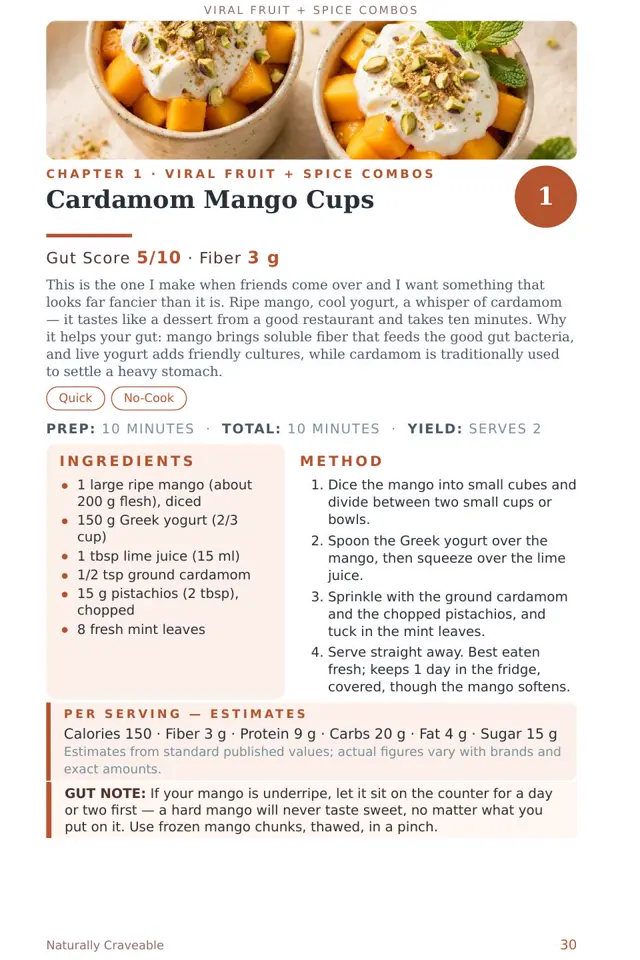 VIRAL FRUIT + SPICE COMBOS
CHAPTER 1 · VIRAL FRUIT + SPICE COMBOS
Cardamom Mango Cups
1
Gut Score 5/10 · Fiber 3 g
This is the one I make when friends come over and I want something that
looks far fancier than it is. Ripe mango, cool yogurt, a whisper of cardamom
— it tastes like a dessert from a good restaurant and takes ten minutes. Why
it helps your gut: mango brings soluble fiber that feeds the good gut bacteria,
and live yogurt adds friendly cultures, while cardamom is traditionally used
to settle a heavy stomach.
Quick
No-Cook
PREP: 10 MINUTES · TOTAL: 10 MINUTES · YIELD: SERVES 2
INGREDIENTS
• 1 large ripe mango (about
200 g flesh), diced
• 150 g Greek yogurt (2/3
cup)
• 1 tbsp lime juice (15 ml)
• 1/2 tsp ground cardamom
• 15 g pistachios (2 tbsp),
chopped
• 8 fresh mint leaves
METHOD
1. Dice the mango into small cubes and
divide between two small cups or
bowls.
2. Spoon the Greek yogurt over the
mango, then squeeze over the lime
juice.
3. Sprinkle with the ground cardamom
and the chopped pistachios, and
tuck in the mint leaves.
4. Serve straight away. Best eaten
fresh; keeps 1 day in the fridge,
covered, though the mango softens.
PER SERVING — ESTIMATES
Calories 150 · Fiber 3 g · Protein 9 g · Carbs 20 g · Fat 4 g · Sugar 15 g
Estimates from standard published values; actual figures vary with brands and
exact amounts.
GUT NOTE: If your mango is underripe, let it sit on the counter for a day
or two first — a hard mango will never taste sweet, no matter what you
put on it. Use frozen mango chunks, thawed, in a pinch.
Naturally Craveable
30